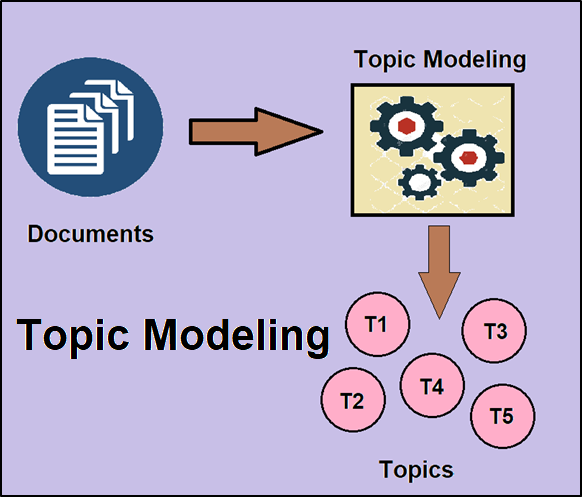 Topic Modeling
Documents
Topic Modeling
T1
T3
T4
T2
T5
Topics